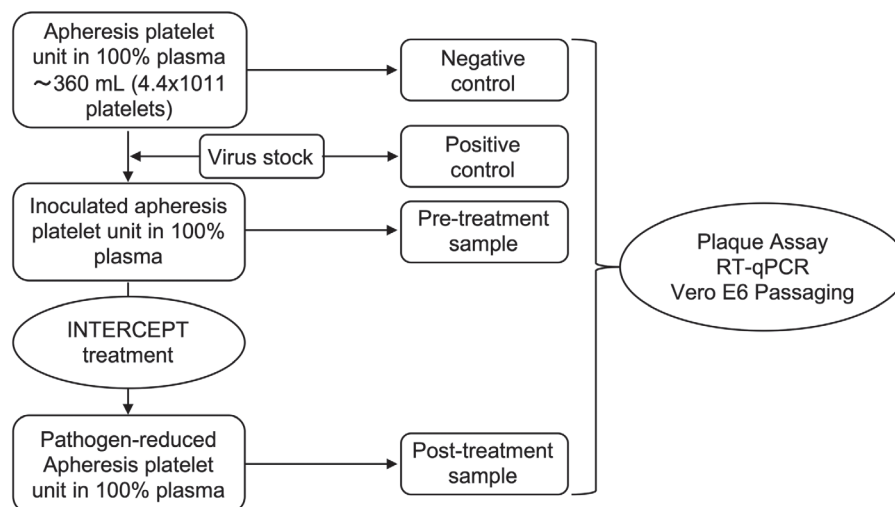 Apheresis platelet
unit in 100% plasma
～360 mL (4.4x1011
platelets)
Negative
control
Virus stock
Positive
control
Inoculated apheresis
platelet unit in 100%
plasma
Pre-treatment
sample
Plaque Assay
RT-qPCR
Vero E6 Passaging
INTERCEPT
treatment
Pathogen-reduced
Apheresis platelet
unit in 100% plasma
Post-treatment
sample